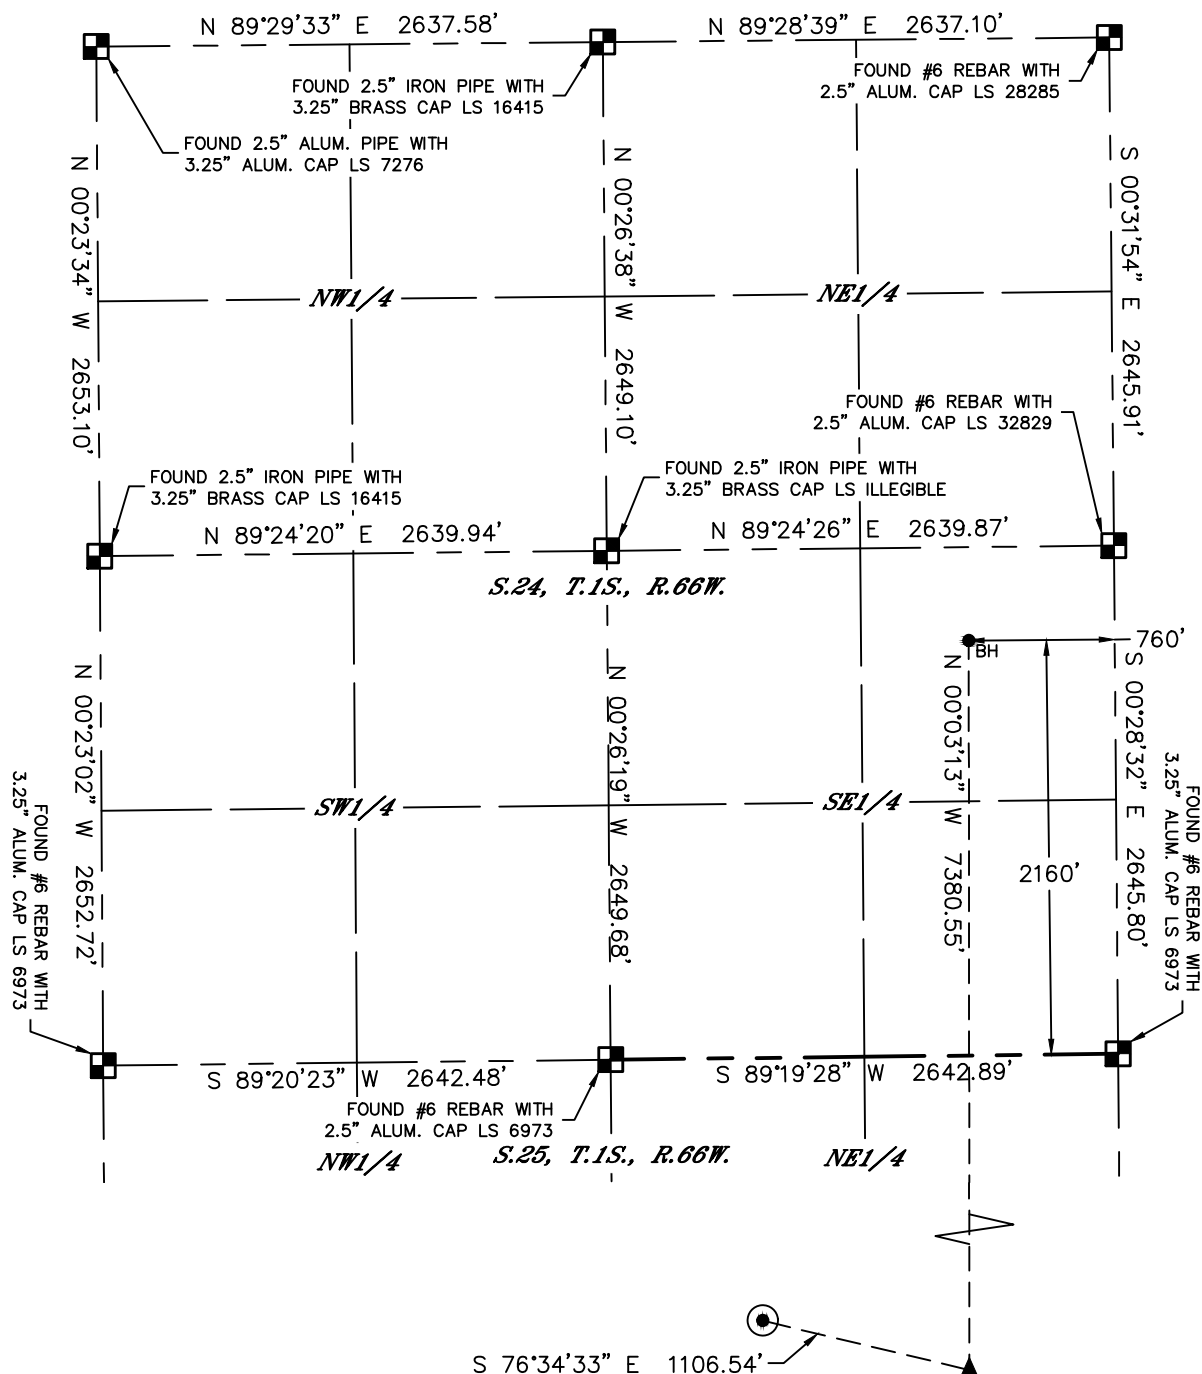 N 89°29'33" E 2637.58'
N 89°28'39" E 2637.10'
FOUND 2.5" IRON PIPE WITH
3.25" BRASS CAP LS 16415
FOUND #6 REBAR WITH
2.5" ALUM. CAP LS 28285
FOUND 2.5" ALUM. PIPE WITH
3.25" ALUM. CAP LS 7276
N 00°23'34" W 2653.10'
N 00°26'38" W 2649.10'
S 00°31'54" E 2645.91'
NW1/4
NE1/4
FOUND #6 REBAR WITH
2.5" ALUM. CAP LS 32829
FOUND 2.5" IRON PIPE WITH
3.25" BRASS CAP LS 16415
FOUND 2.5" IRON PIPE WITH
3.25" BRASS CAP LS ILLEGIBLE
N 89°24'20" E 2639.94'
N 89°24'26" E 2639.87'
S.24, T.1S., R.66W.
760'
BH
N 00°23'02" W 2652.72'
N 00°26'19" W 2649.68'
N 00°03'13" W 7380.55'
S 00°28'32" E 2645.80'
SW1/4
SE1/4
2160'
FOUND #6 REBAR WITH
3.25" ALUM. CAP LS 6973
FOUND #6 REBAR WITH
3.25" ALUM. CAP LS 6973
S 89°20'23" W 2642.48'
S 89°19'28" W 2642.89'
FOUND #6 REBAR WITH
2.5" ALUM. CAP LS 6973
NW1/4
S.25, T.1S., R.66W.
NE1/4
S 76°34'33" E 1106.54'